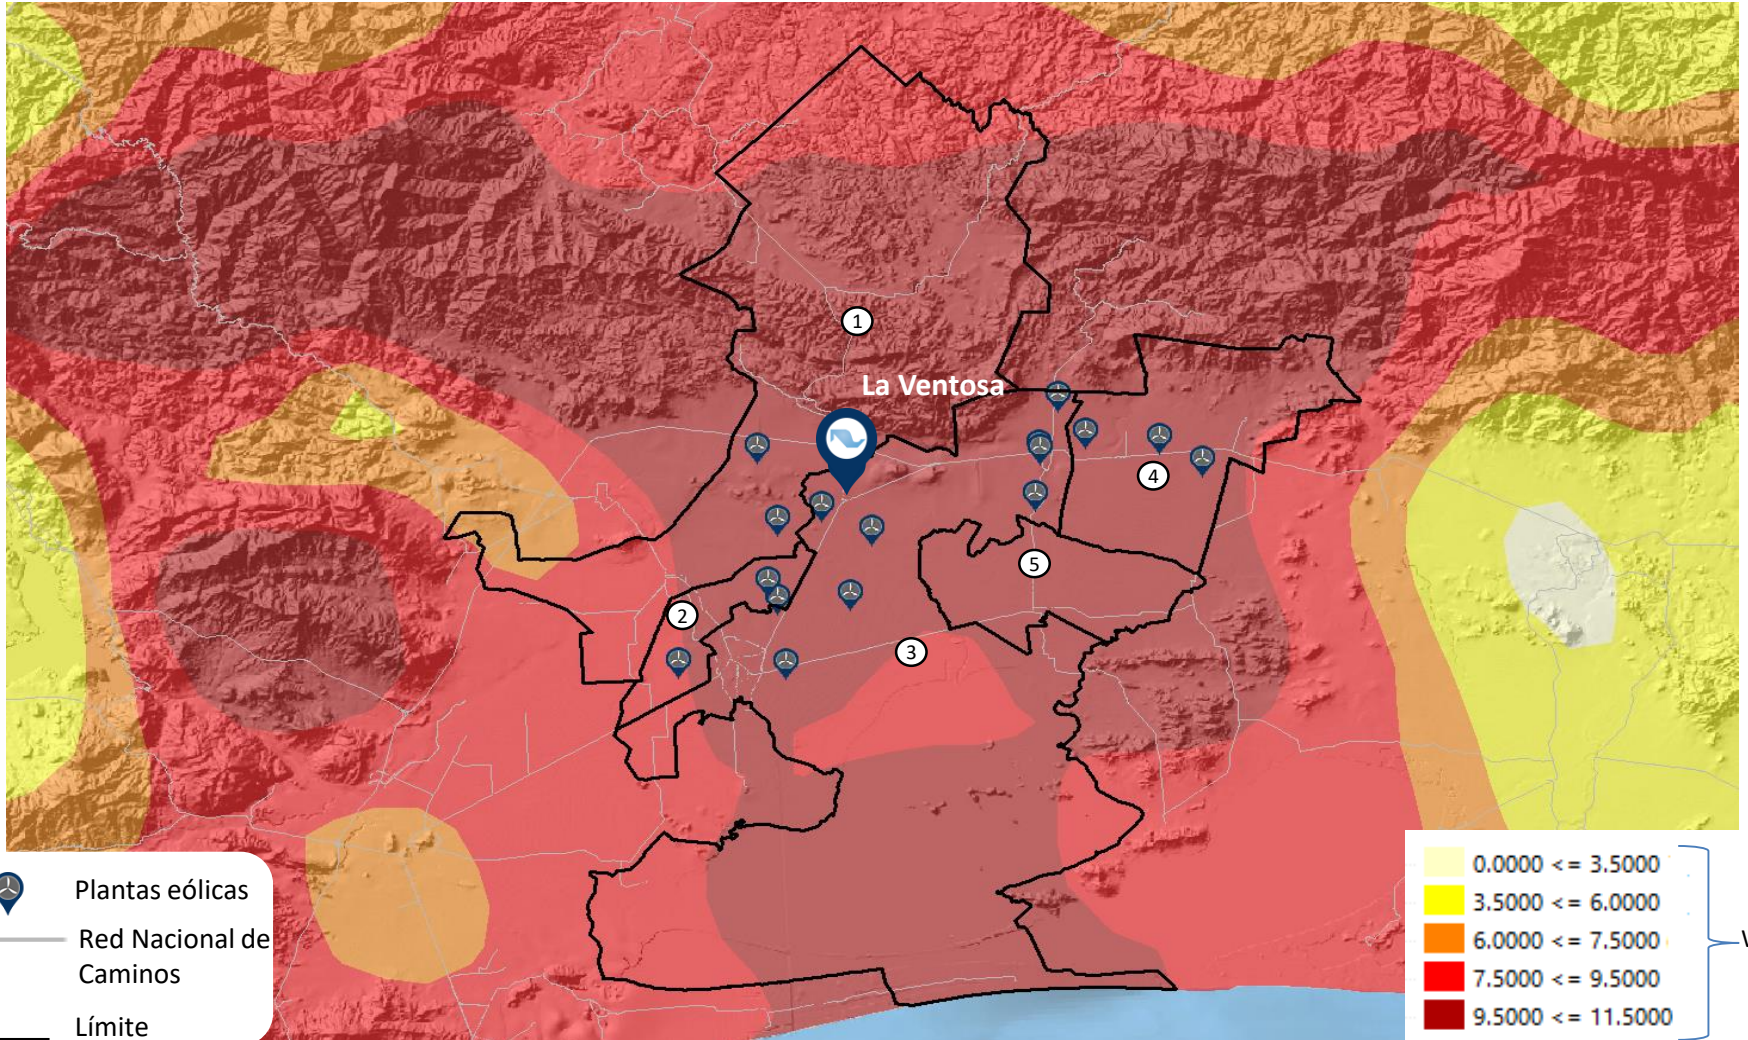 1
La Ventosa
4
5
2
3
Plantas eólicas
Red Nacional de
Caminos
Límite
0.0000 <= 3.5000
3.5000 <= 6.0000
6.0000 <= 7.5000
7.5000 <= 9.5000
9.5000 <= 11.5000